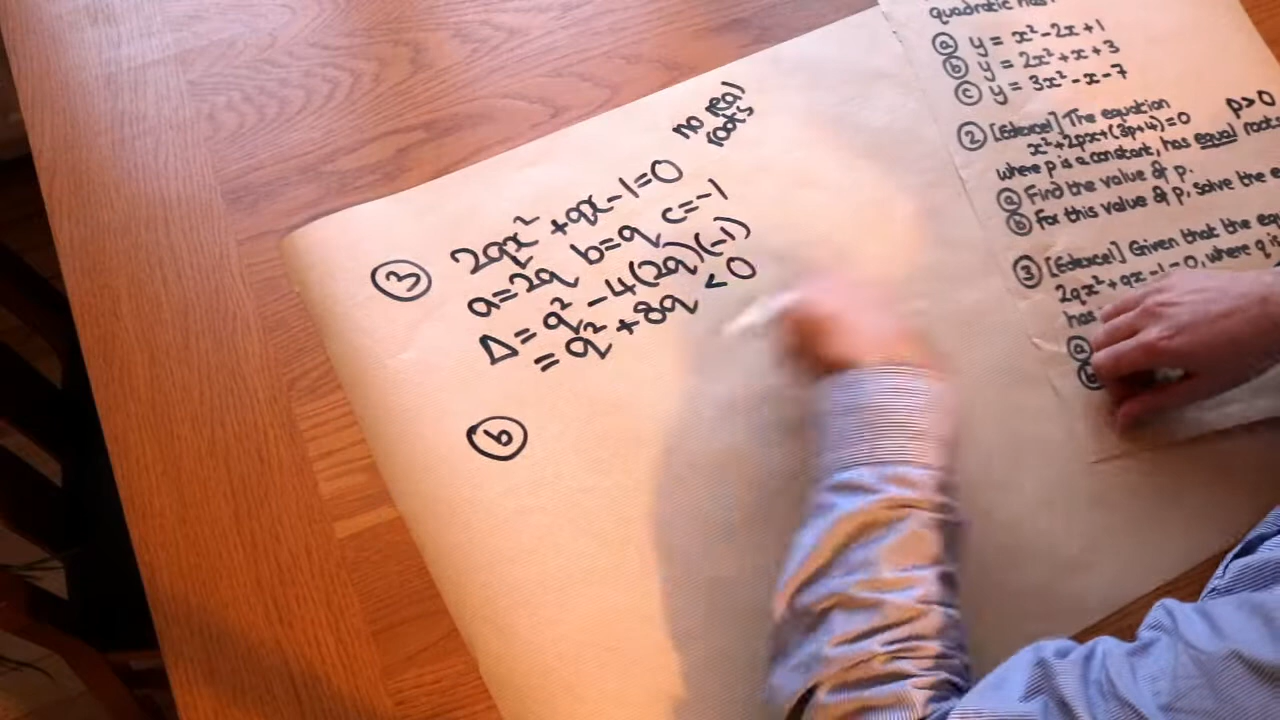 no real
roots
③ 2qx²+qx-1=0
a=2q b=q c=-1
Δ = q² - 4(2q)(-1)
= q² + 8q < 0
ⓑ
quadratic has?
ⓐ y = x²-2x+1
ⓑ y = 2x²+x+3
ⓒ y = 3x²-x-7
② [Edexcel] The equation
x²+2px+(3p+4)=0 p>0
where p is a constant, has equal roots
ⓐ Find the value of p.
ⓑ For this value of p, solve the
③ [Edexcel] Given that the
2qx²+qx-1=0, where q
has
ⓐ
ⓑ